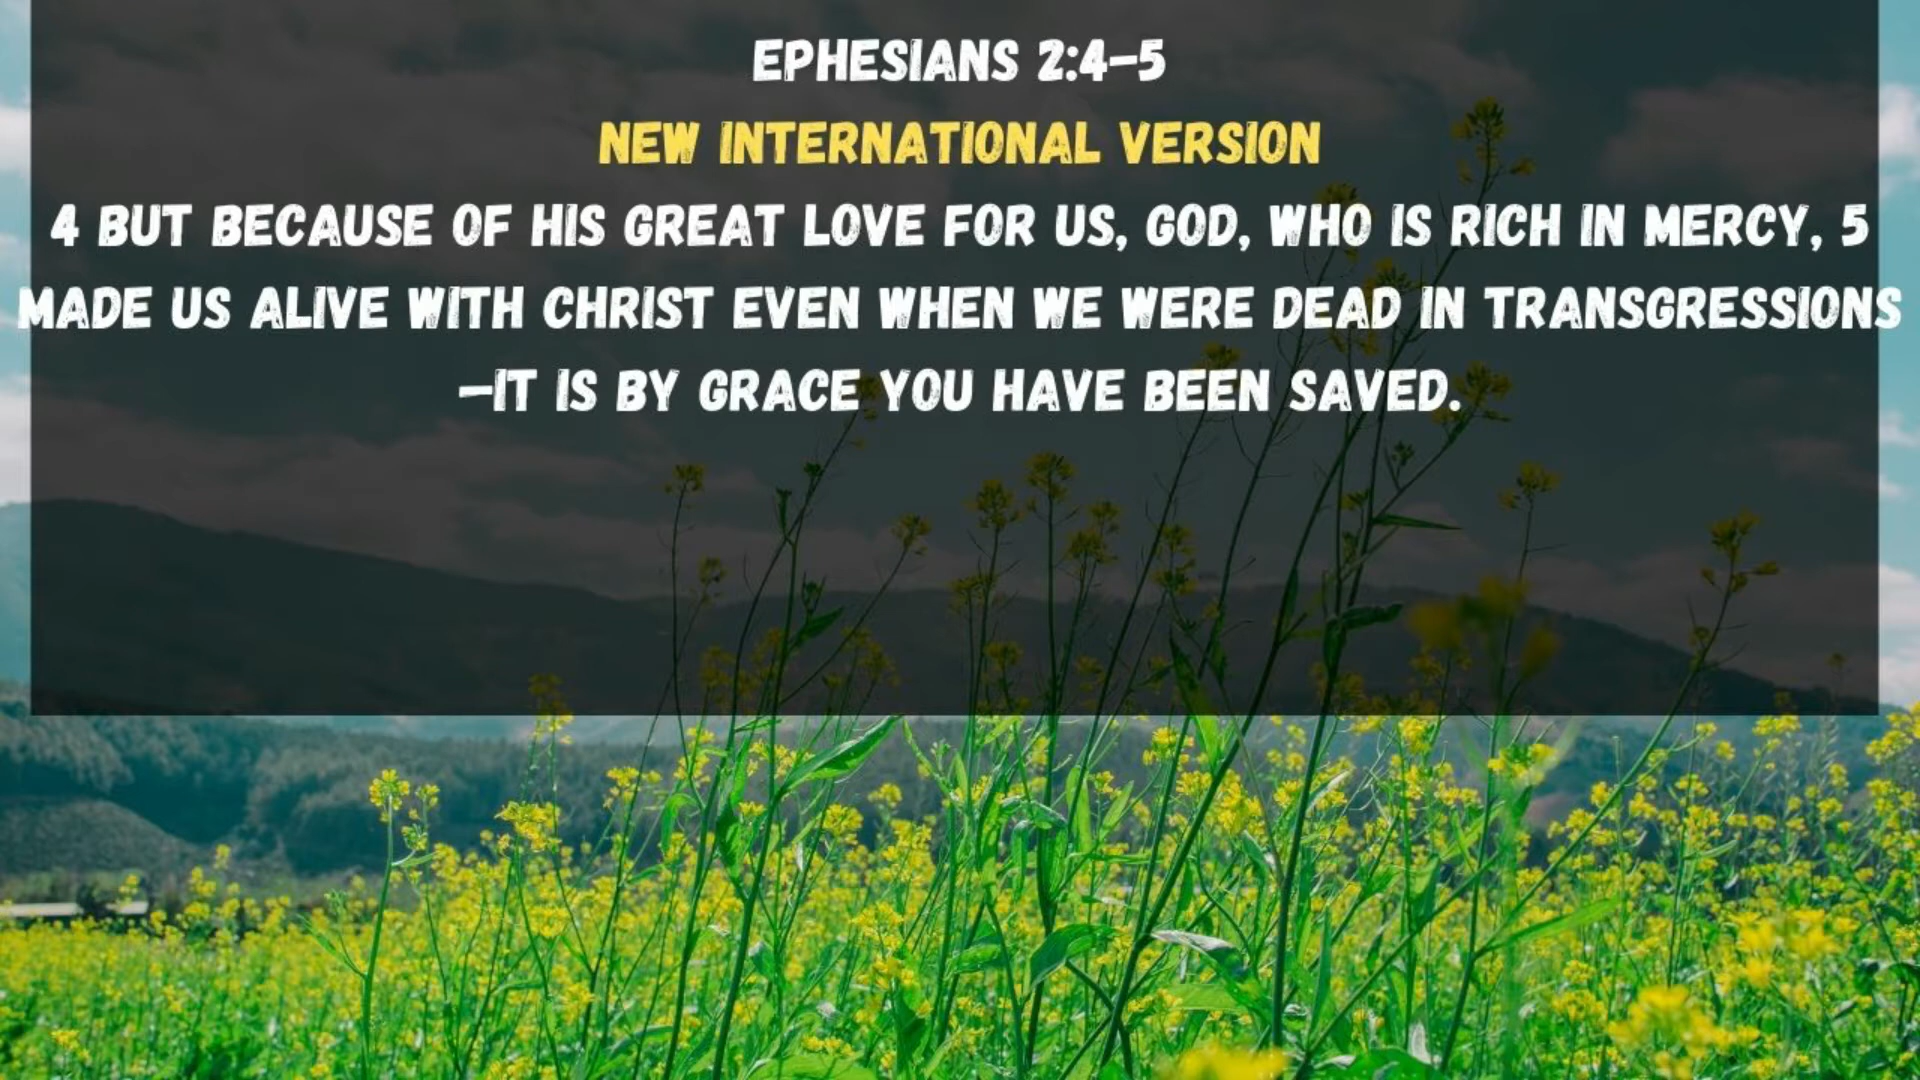 EPHESIANS 2:4–5
NEW INTERNATIONAL VERSION
4 BUT BECAUSE OF HIS GREAT LOVE FOR US, GOD, WHO IS RICH IN MERCY, 5
MADE US ALIVE WITH CHRIST EVEN WHEN WE WERE DEAD IN TRANSGRESSIONS
–IT IS BY GRACE YOU HAVE BEEN SAVED.